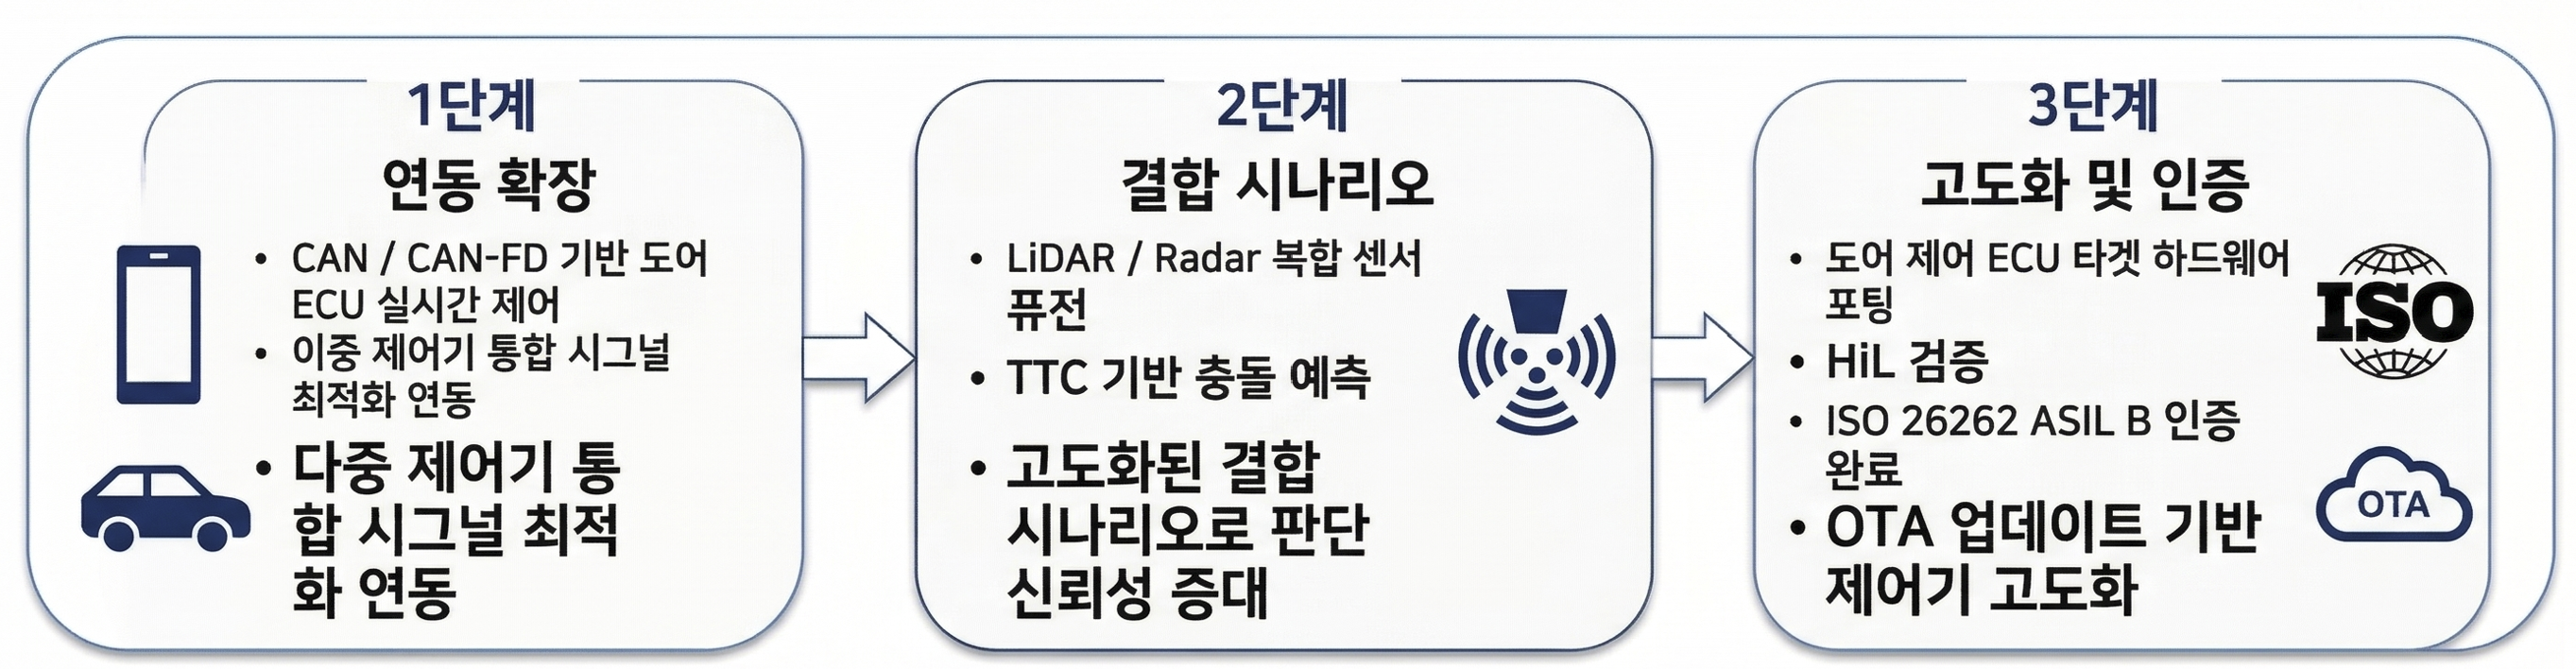 1단계
연동 확장
• CAN / CAN-FD 기반 도어
ECU 실시간 제어
• 이중 제어기 통합 시그널
최적화 연동
• 다중 제어기 통
합 시그널 최적
화 연동
2단계
결합 시나리오
• LiDAR / Radar 복합 센서
퓨전
• TTC 기반 충돌 예측
• 고도화된 결합
시나리오로 판단
신뢰성 증대
3단계
고도화 및 인증
• 도어 제어 ECU 타겟 하드웨어
포팅
• HiL 검증
• ISO 26262 ASIL B 인증
완료
• OTA 업데이트 기반
제어기 고도화
ISO
OTA